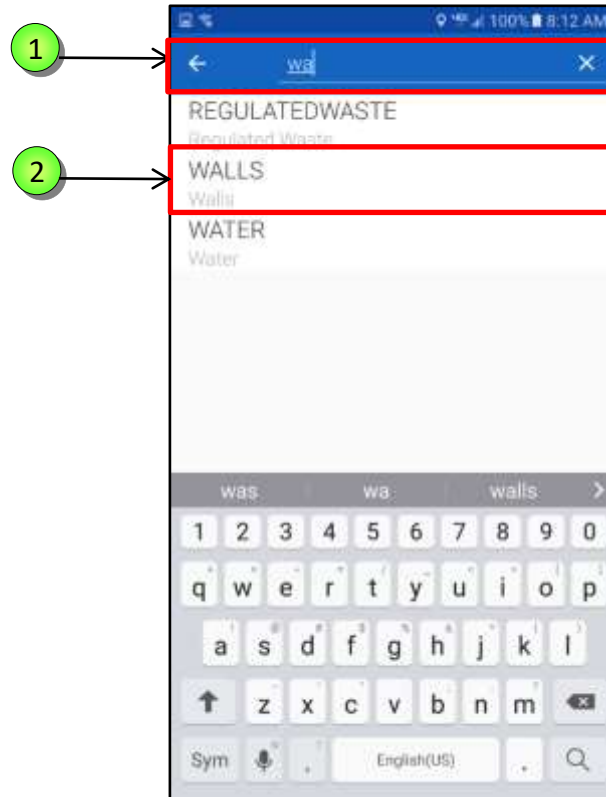 100% 8:12 AM
1
wa
REGULATEDWASTE
Regulated Waste
2
WALLS
Walls
WATER
Water
was wa walls
1 2 3 4 5 6 7 8 9 0
q w e r t y u i o p
a s d f g h j k l
z x c v b n m
Sym , English(US) .